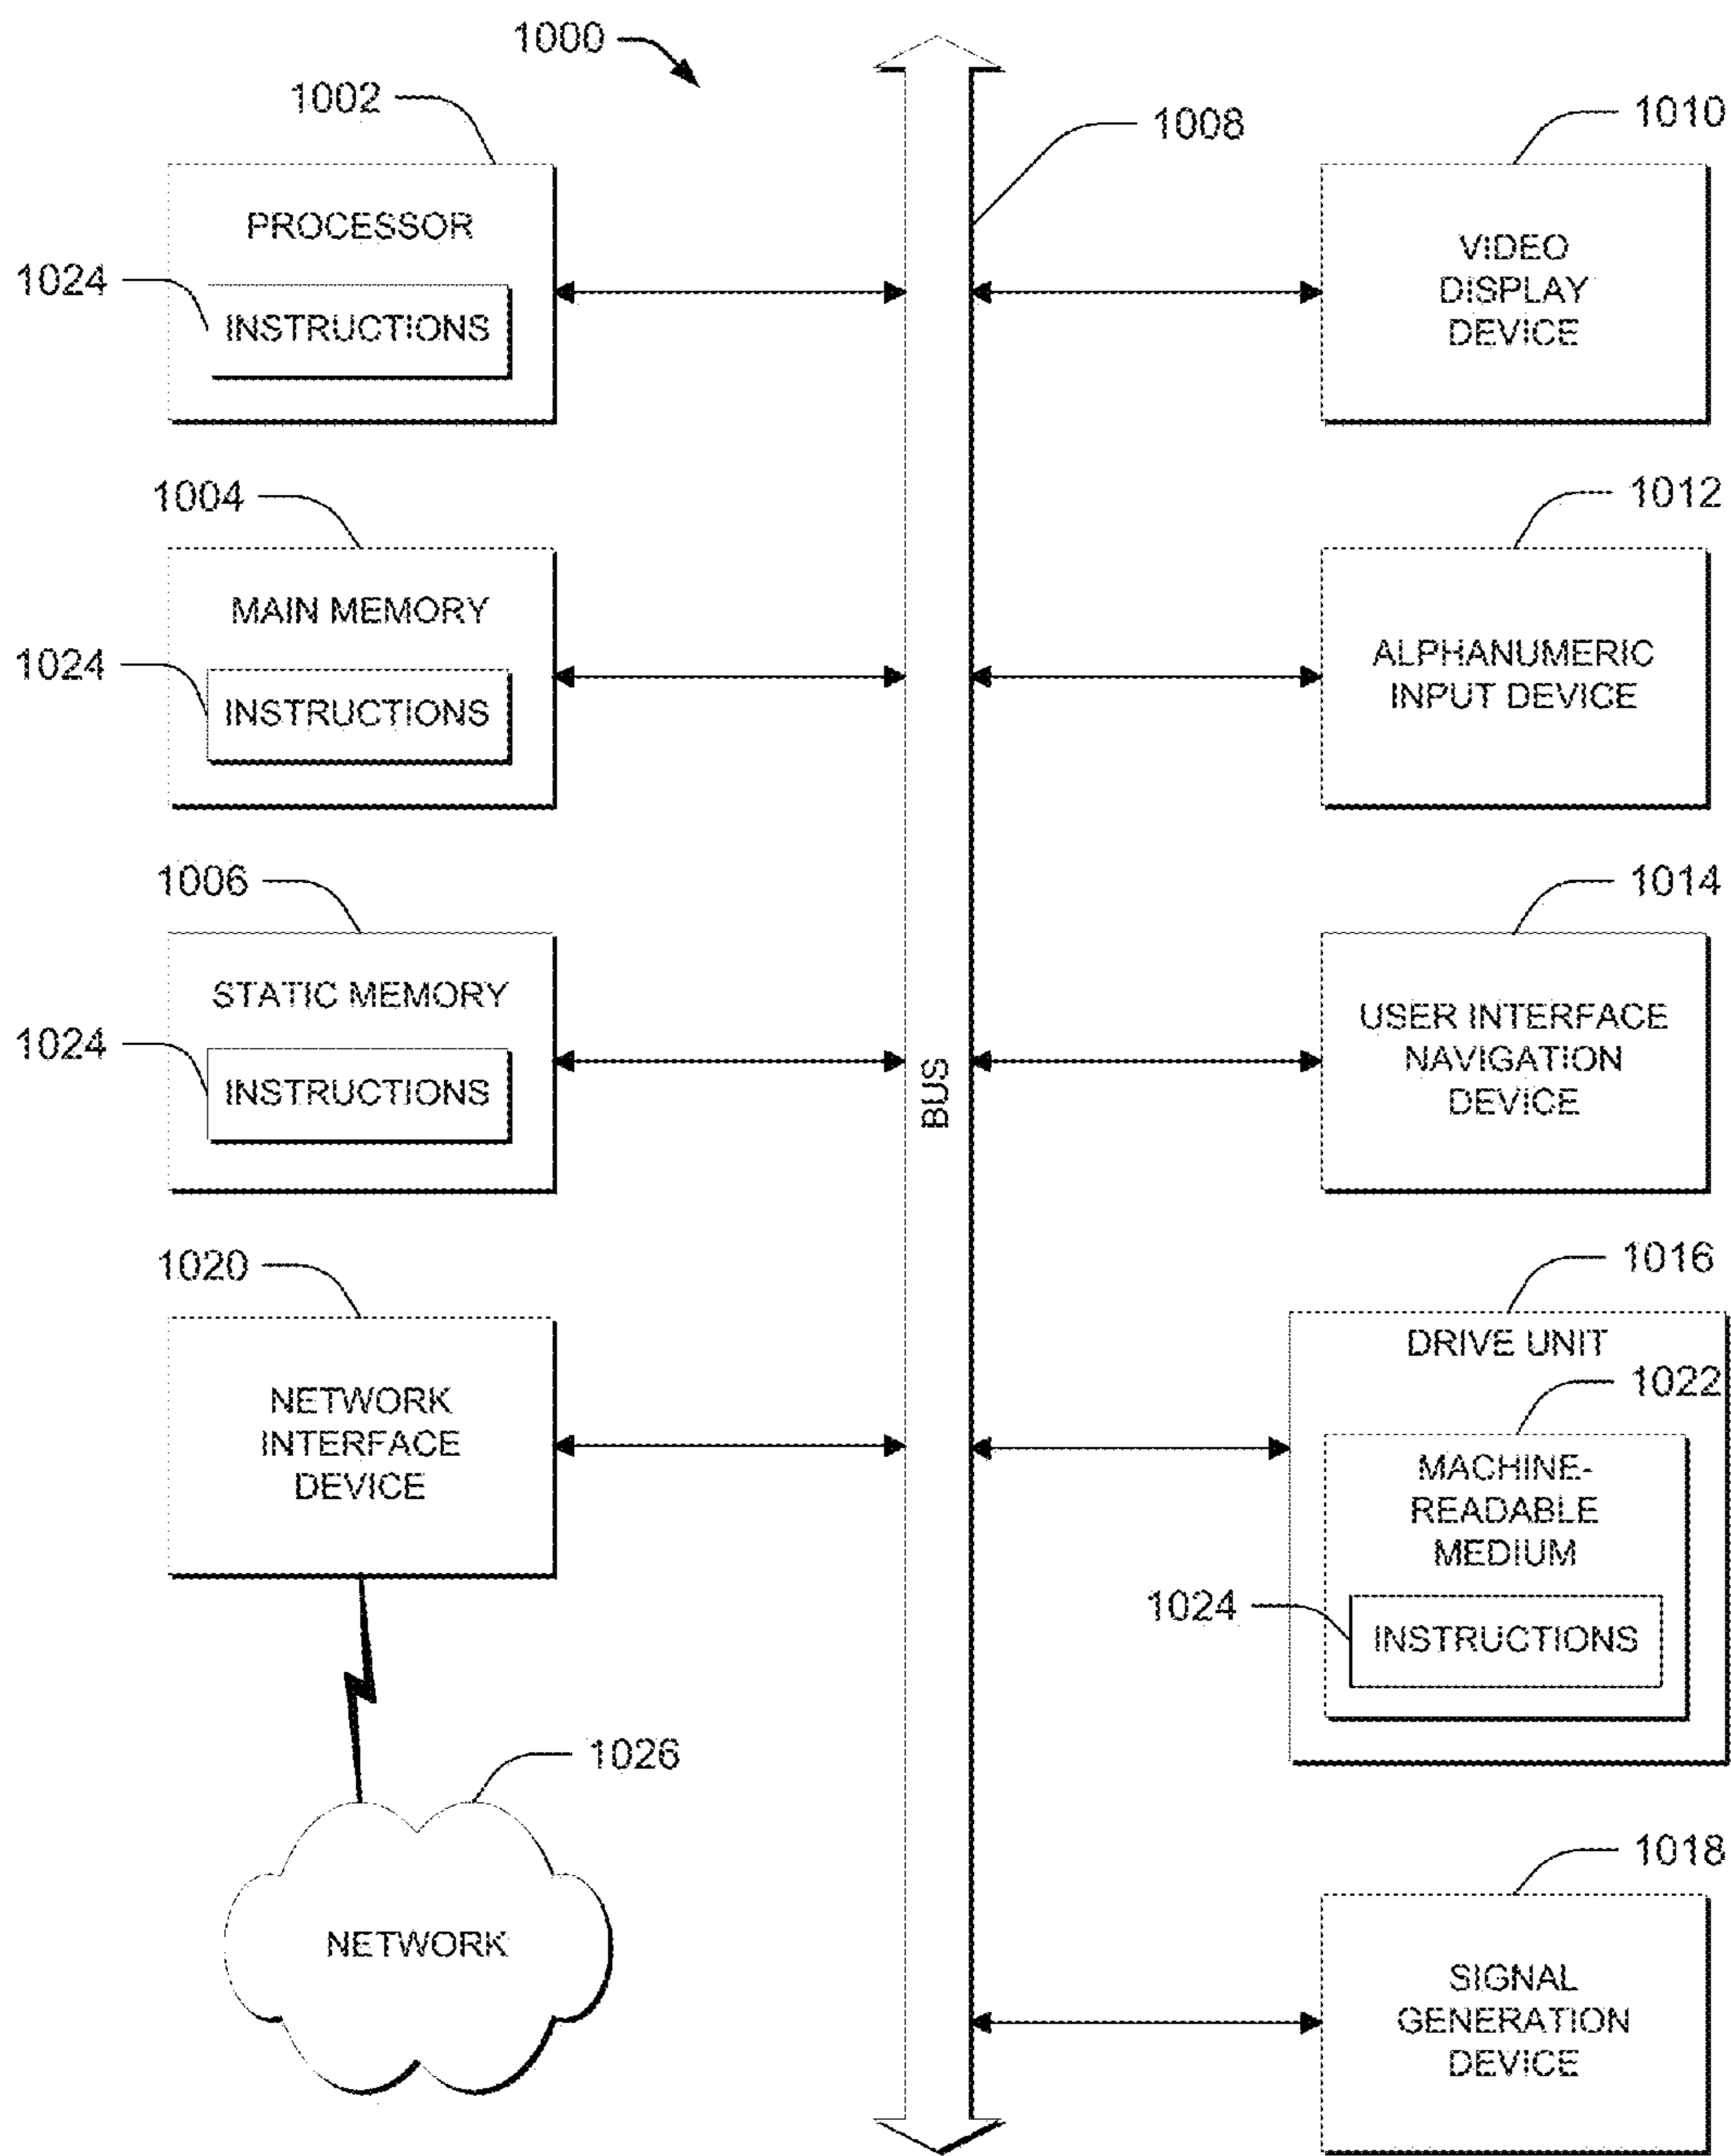 1000
1002
1008
1010
PROCESSOR
1024
INSTRUCTIONS
VIDEO
DISPLAY
DEVICE
1004
1012
MAIN MEMORY
1024
INSTRUCTIONS
ALPHANUMERIC
INPUT DEVICE
1006
1014
STATIC MEMORY
1024
INSTRUCTIONS
BUS
USER INTERFACE
NAVIGATION
DEVICE
1020
1016
NETWORK
INTERFACE
DEVICE
DRIVE UNIT
1022
MACHINE-
READABLE
MEDIUM
1024
INSTRUCTIONS
1026
NETWORK
1018
SIGNAL
GENERATION
DEVICE